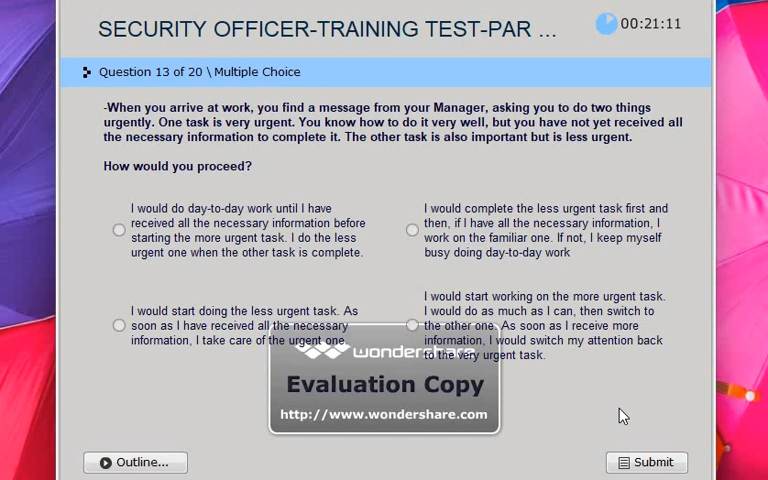 SECURITY OFFICER-TRAINING TEST-PAR ...
00:21:11
Question 13 of 20 \ Multiple Choice
-When you arrive at work, you find a message from your Manager, asking you to do two things
urgently. One task is very urgent. You know how to do it very well, but you have not yet received all
the necessary information to complete it. The other task is also important but is less urgent.
How would you proceed?
I would do day-to-day work until I have
received all the necessary information before
starting the more urgent task. I do the less
urgent one when the other task is complete.
I would complete the less urgent task first and
then, if I have all the necessary information, I
work on the familiar one. If not, I keep myself
busy doing day-to-day work
I would start doing the less urgent task. As
soon as I have received all the necessary
information, I take care of the urgent one.
I would start working on the more urgent task.
I would do as much as I can, then switch to
the other one. As soon as I receive more
information, I would switch my attention back
to the very urgent task.
wondershare
Evaluation Copy
http://www.wondershare.com
Outline...
Submit